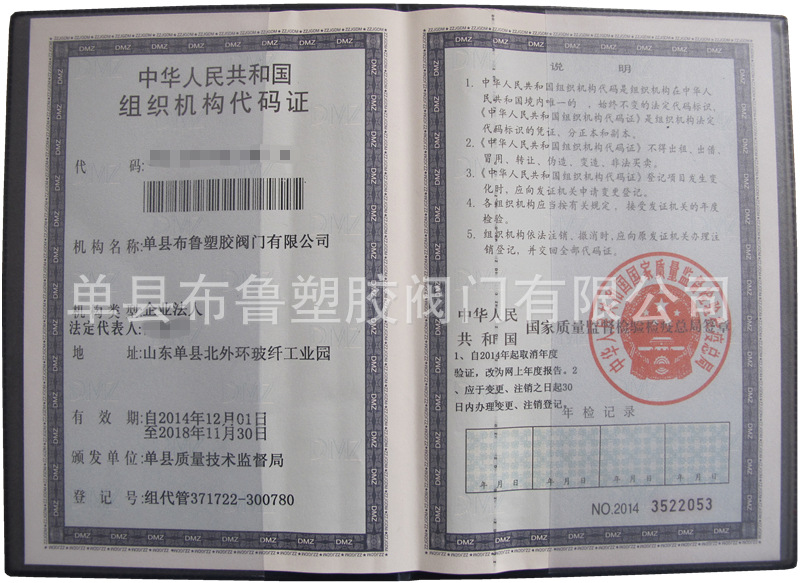 中华人民共和国
组织机构代码证
代 码:
机构名称:单县布鲁塑胶阀门有限公司
机构类型:企业法人
法定代表人:
地 址:山东单县北外环玻纤工业园
有 效 期:自2014年12月01日
至2018年11月30日
颁发单位:单县质量技术监督局
登 记 号:组代管371722-300780
说 明
1. 中华人民共和国组织机构代码是组织机构在中华人
民共和国境内唯一的、始终不变的法定代码标识,
《中华人民共和国组织机构代码证》是组织机构法定
代码标识的凭证,分正本和副本。
2.《中华人民共和国组织机构代码证》不得出租、出借、
冒用、转让、伪造、变造、非法买卖。
3.《中华人民共和国组织机构代码证》登记项目发生变
化时,应向发证机关申请变更登记。
4. 各组织机构应当按有关规定,接受发证机关的年度
检验。
5. 组织机构依法注销、撤消时,应向原发证机关办理注
销登记,并交回全部代码证。
单县布鲁塑胶阀门有限公司
中华人民
共和国
国家质量监督检验检疫总局签章
1、自2014年起取消年度
验证,改为网上年度报告。2
、应于变更、注销之日起30
日内办理变更、注销登记。
年检记录
年 月 日
年 月 日
年 月 日
年 月 日
NO.2014 3522053